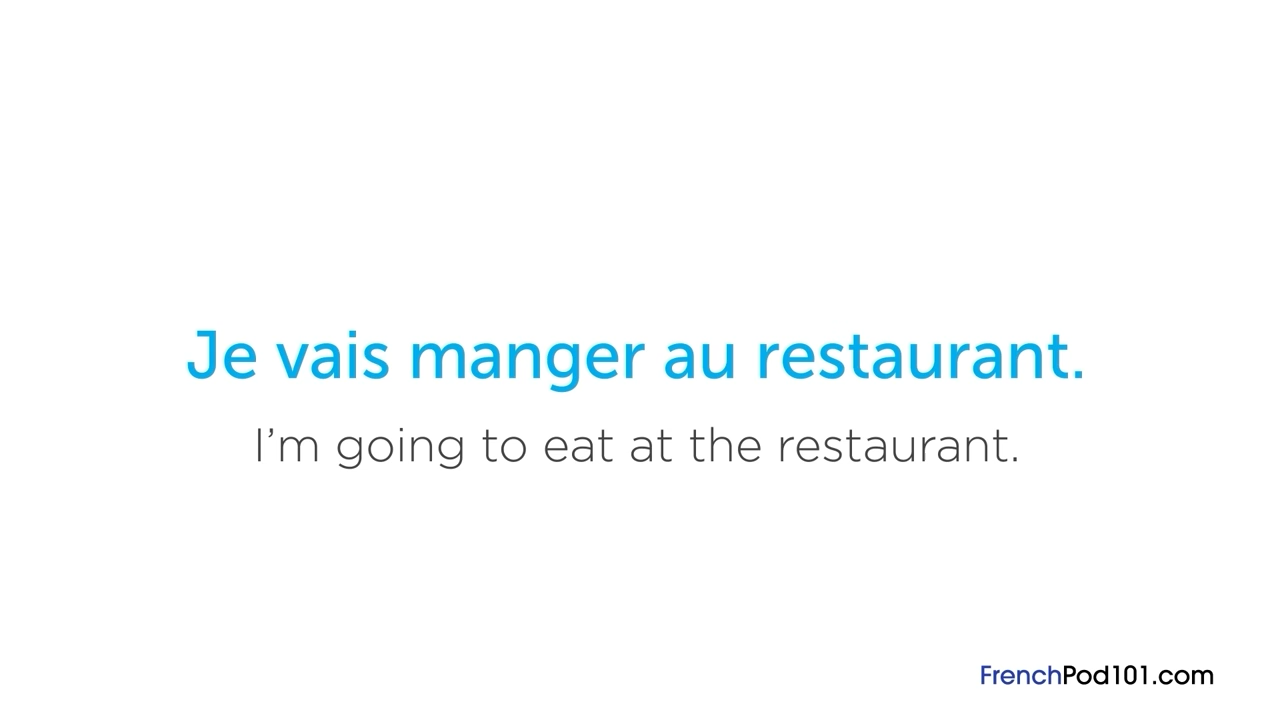 Je vais manger au restaurant.
I’m going to eat at the restaurant.
FrenchPod101.com